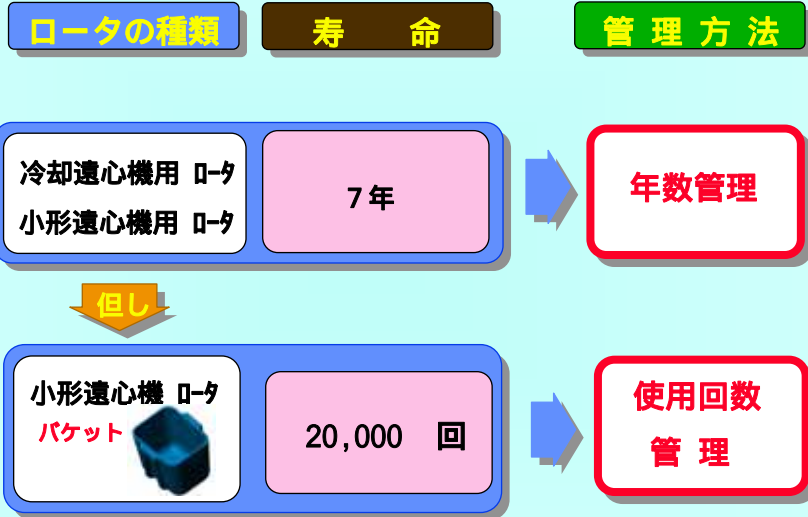 ロータの種類
寿 命
管 理 方 法
冷却遠心機用 ﾛｰﾀ
小形遠心機用 ﾛｰﾀ
7年
年数管理
但し
小形遠心機 ﾛｰﾀ
バケット
20,000 回
使用回数
管 理